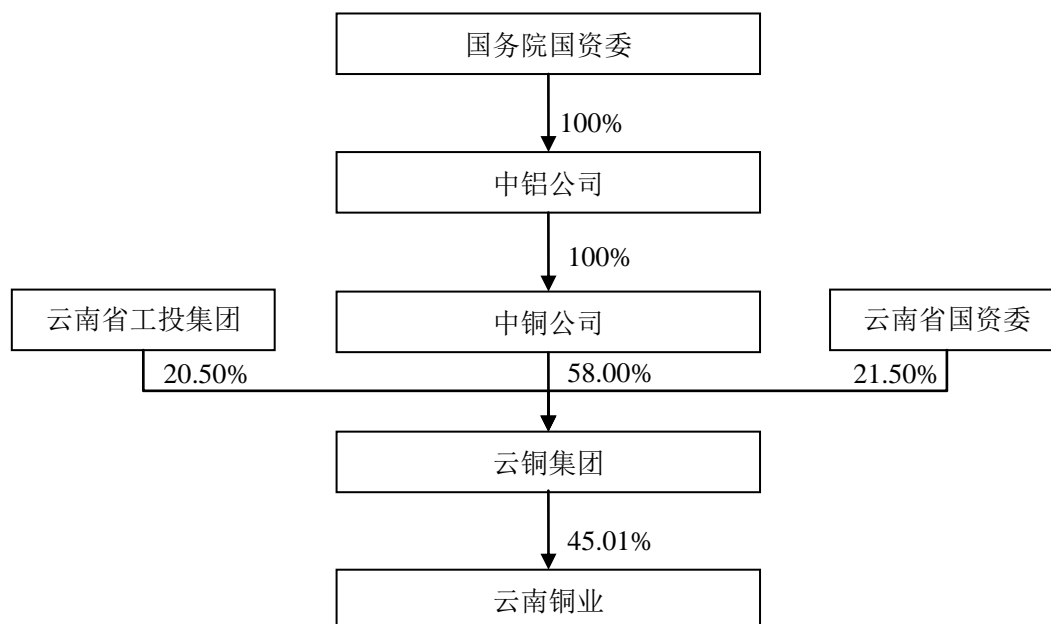 国务院国资委
100%
中铝公司
100%
云南省工投集团
中铜公司
云南省国资委
20.50%
58.00%
21.50%
云铜集团
45.01%
云南铜业